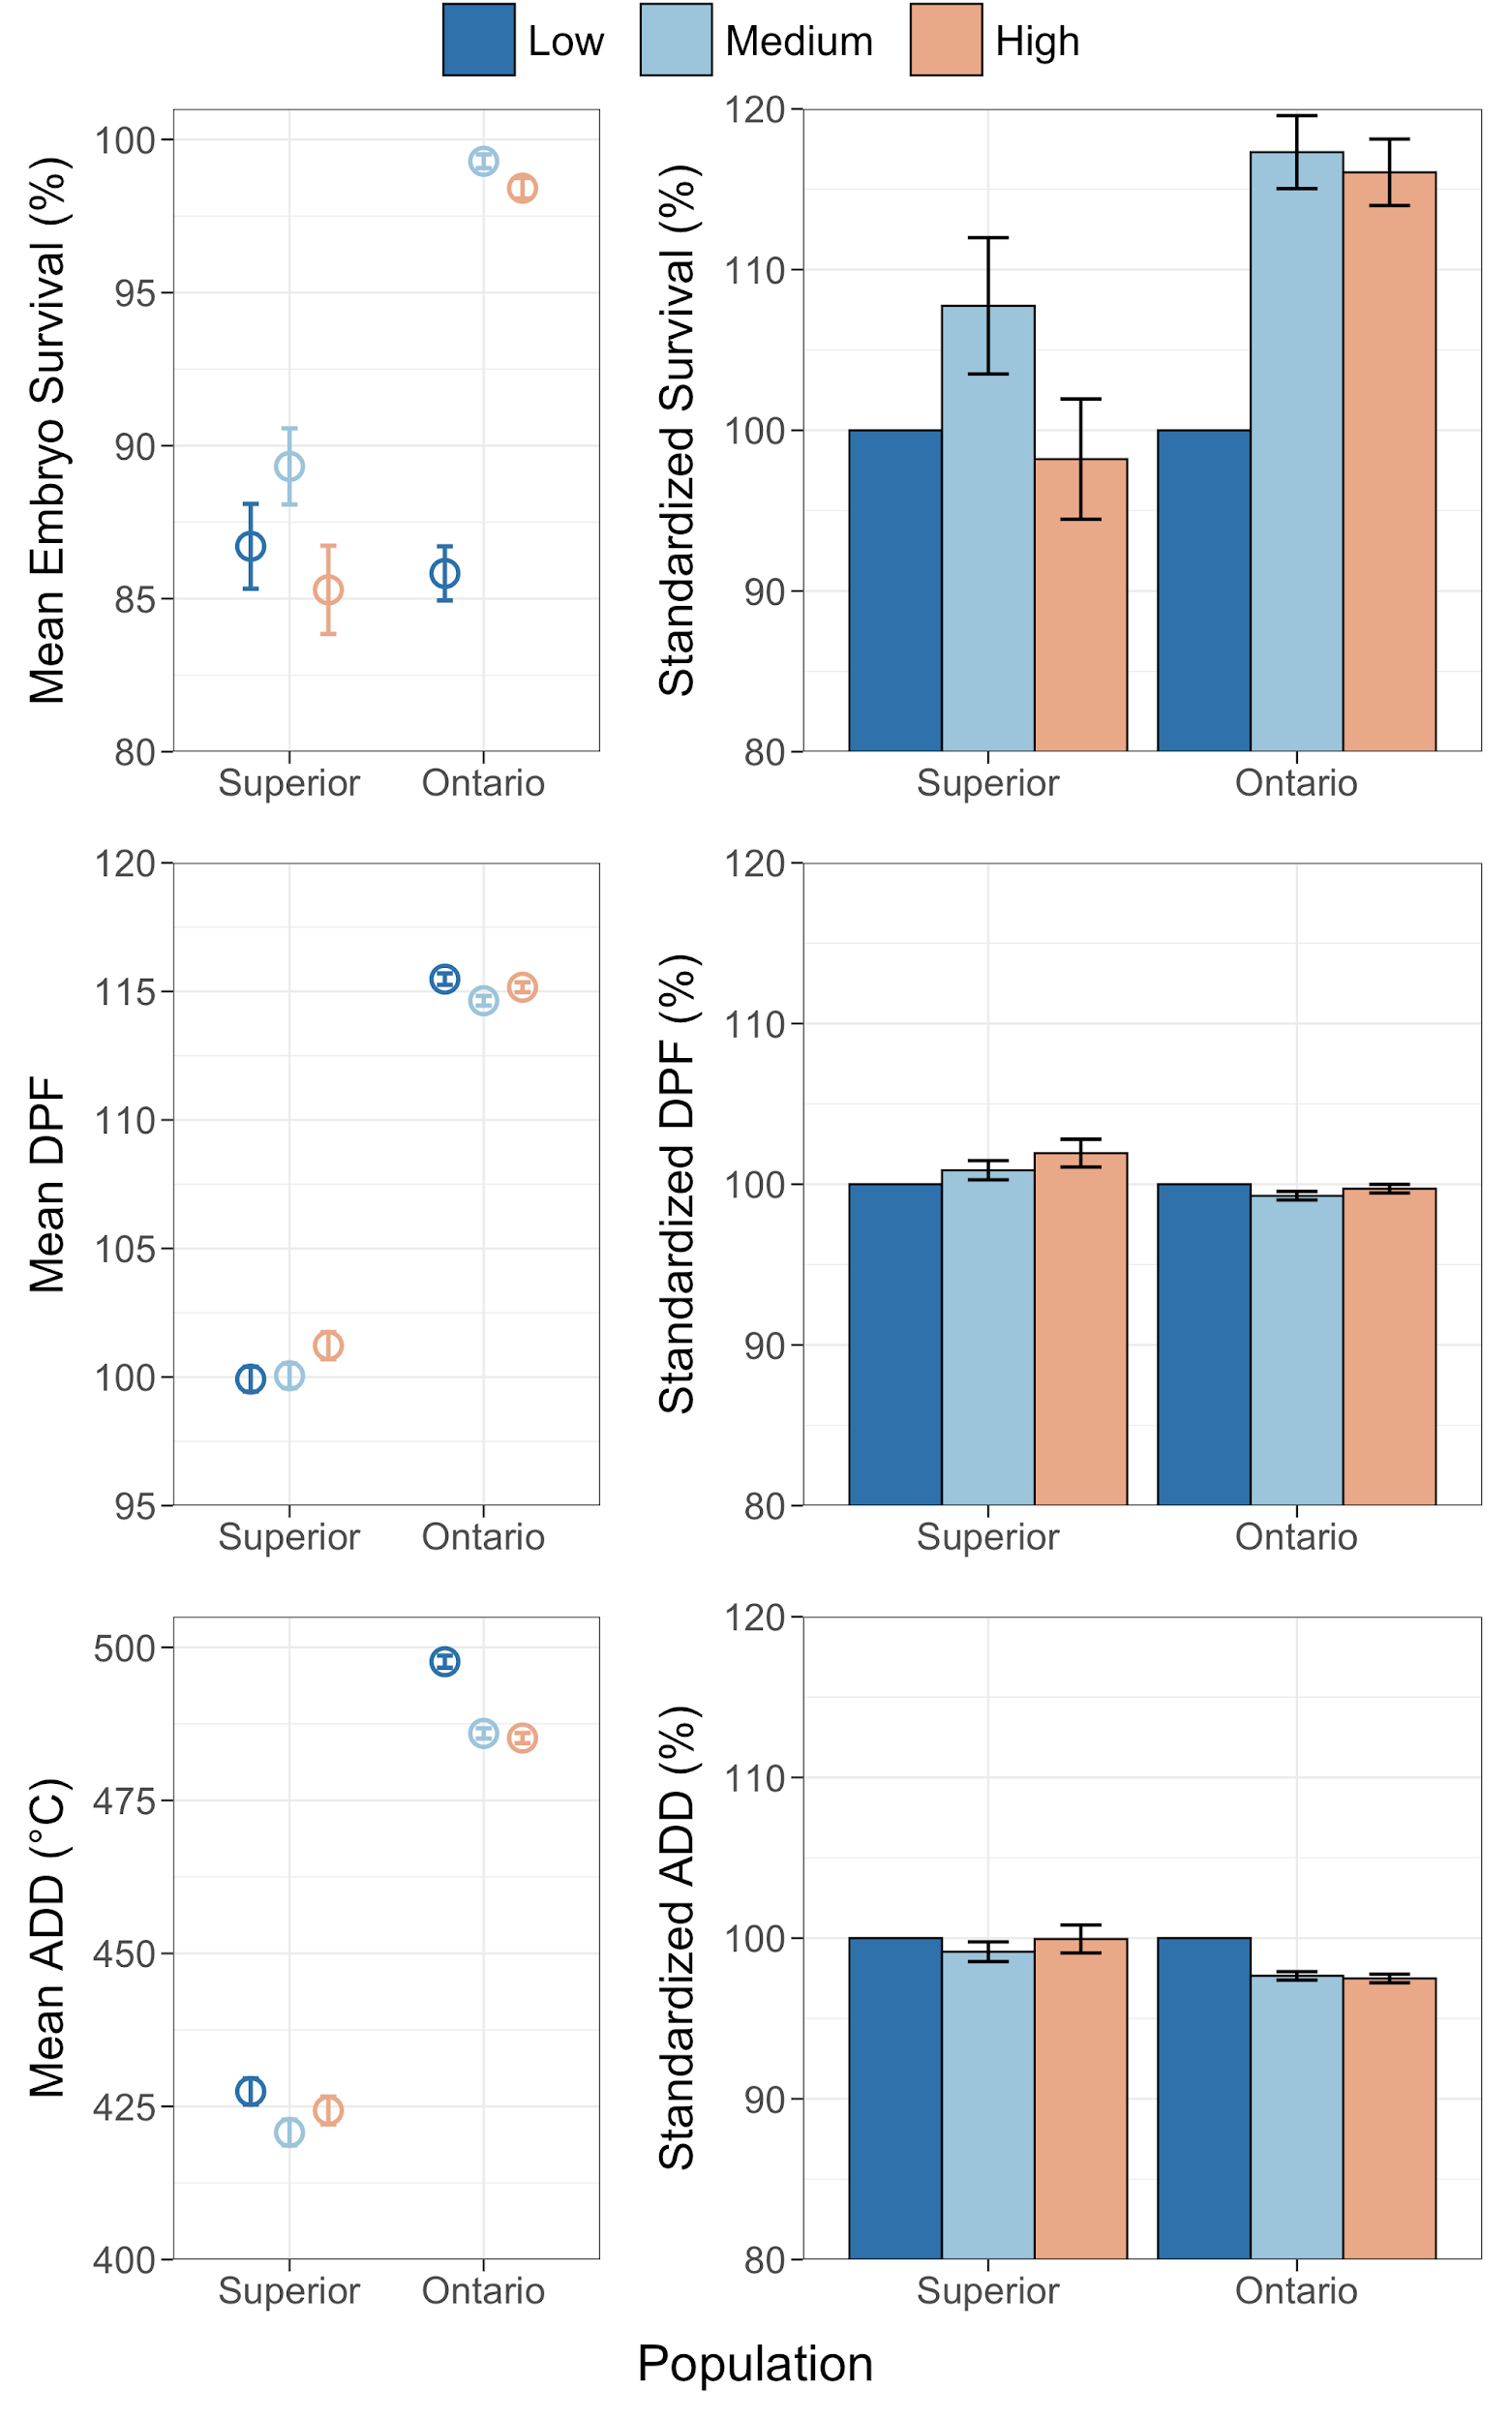 Low Medium High
Mean Embryo Survival (%)
100
95
90
85
80
Superior Ontario
Standardized Survival (%)
120
110
100
90
80
Superior Ontario
Mean DPF
120
115
110
105
100
95
Superior Ontario
Standardized DPF (%)
120
110
100
90
80
Superior Ontario
Mean ADD (°C)
500
475
450
425
400
Superior Ontario
Standardized ADD (%)
120
110
100
90
80
Superior Ontario
Population